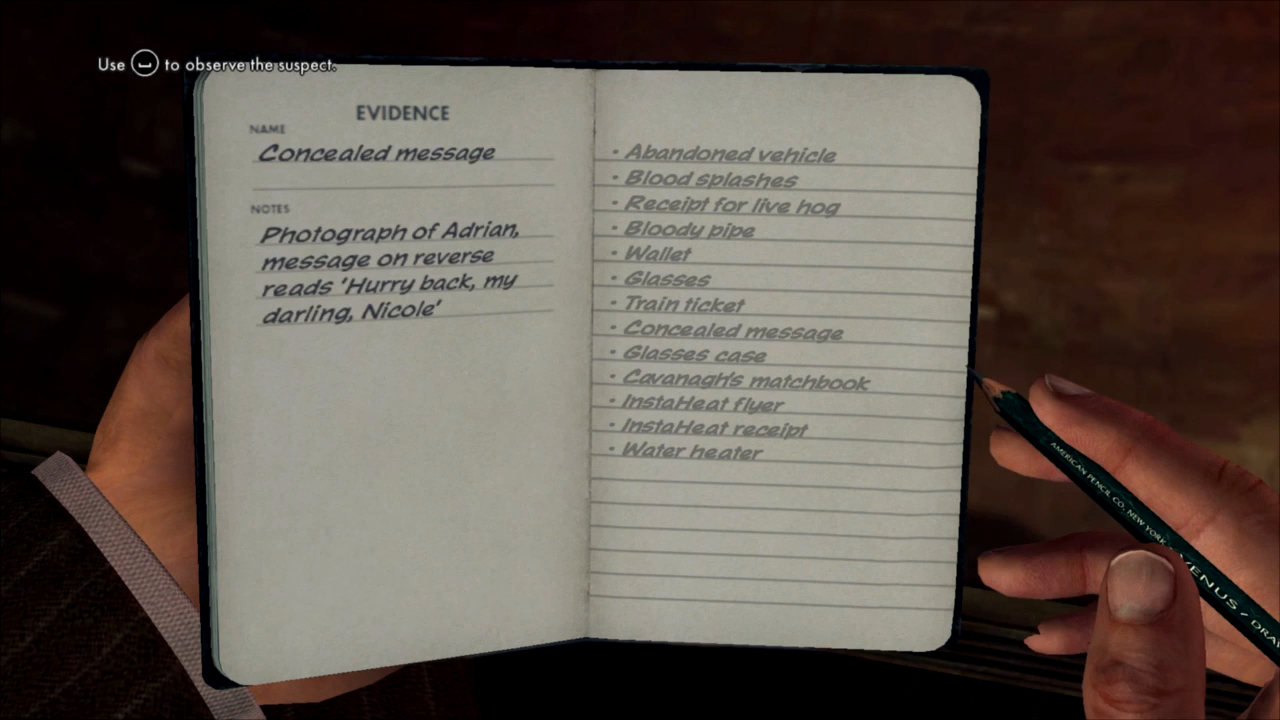 Use to observe the suspect.
EVIDENCE
NAME
Concealed message
NOTES
Photograph of Adrian,
message on reverse
reads 'Hurry back, my
darling, Nicole'
· Abandoned vehicle
· Blood splashes
· Receipt for live hog
· Bloody pipe
· Wallet
· Glasses
· Train ticket
· Concealed message
· Glasses case
· Cavanagh's matchbook
· InstaHeat flyer
· InstaHeat receipt
· Water heater
AMERICAN PENCIL CO. NEW YORK
VENUS / DRA